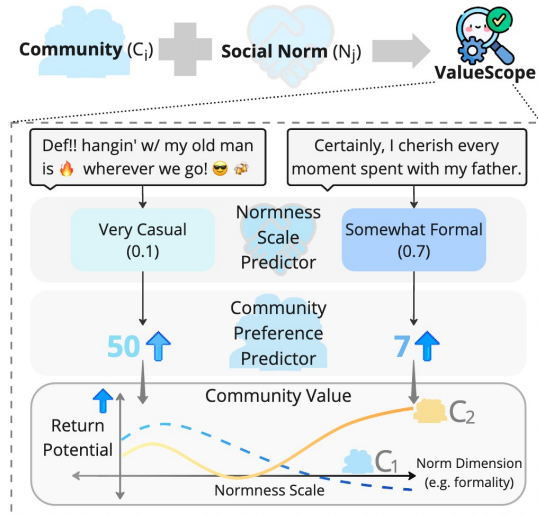 Community (Ci)
Social Norm (Nj)
ValueScope
Def!! hangin' w/ my old man
is 🔥 wherever we go! 😎 🍻
Certainly, I cherish every
moment spent with my father.
Very Casual
(0.1)
Normness
Scale
Predictor
Somewhat Formal
(0.7)
50
Community
Preference
Predictor
7
Community Value
Return
Potential
C2
C1
Norm Dimension
(e.g. formality)
Normness Scale